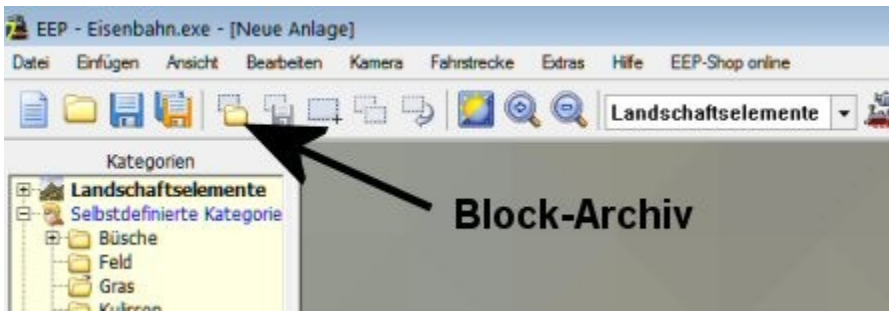 EEP - Eisenbahn.exe - [Neue Anlage]
Datei Einfügen Ansicht Bearbeiten Kamera Fahrstrecke Extras Hilfe EEP-Shop online
Landschaftselemente
Kategorien
Landschaftselemente
Selbstdefinierte Kategorie
Block-Archiv
Büsche
Feld
Gras
Kulissen